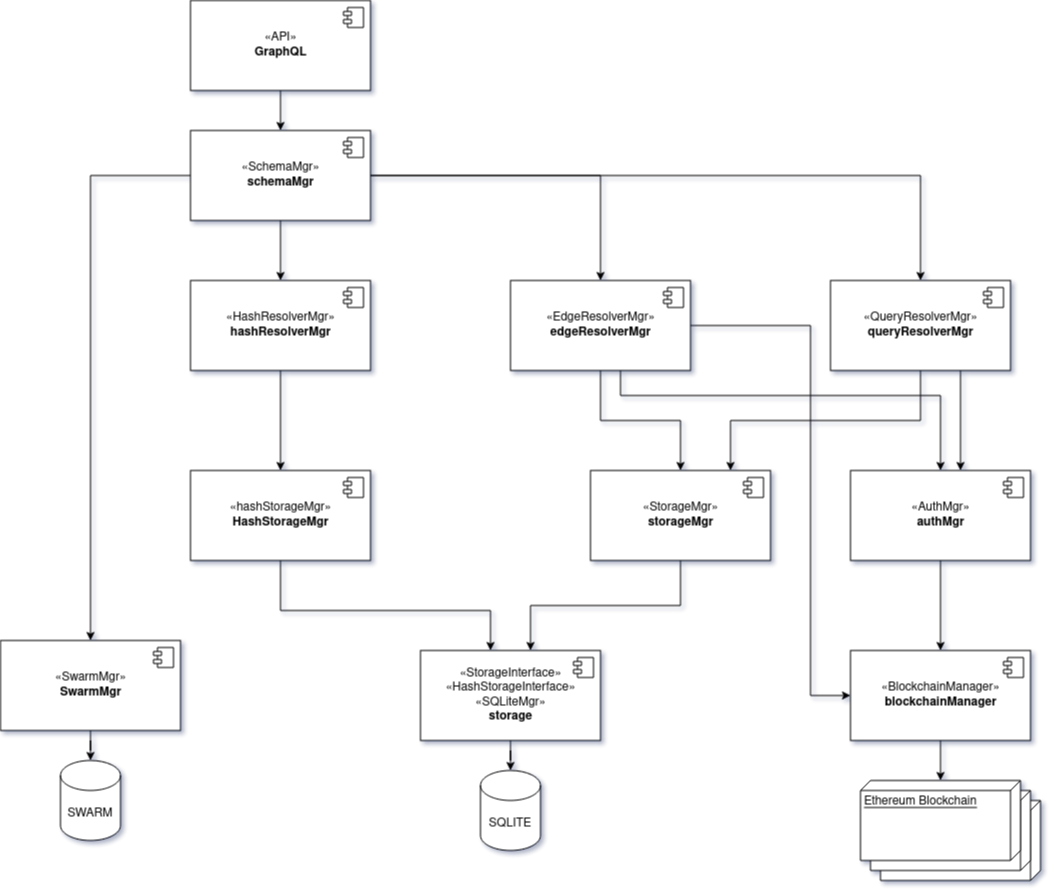 «API»
GraphQL
«SchemaMgr»
schemaMgr
«HashResolverMgr»
hashResolverMgr
«EdgeResolverMgr»
edgeResolverMgr
«QueryResolverMgr»
queryResolverMgr
«hashStorageMgr»
HashStorageMgr
«StorageMgr»
storageMgr
«AuthMgr»
authMgr
«SwarmMgr»
SwarmMgr
«StorageInterface»
«HashStorageInterface»
«SQLiteMgr»
storage
«BlockchainManager»
blockchainManager
SWARM
SQLITE
Ethereum Blockchain